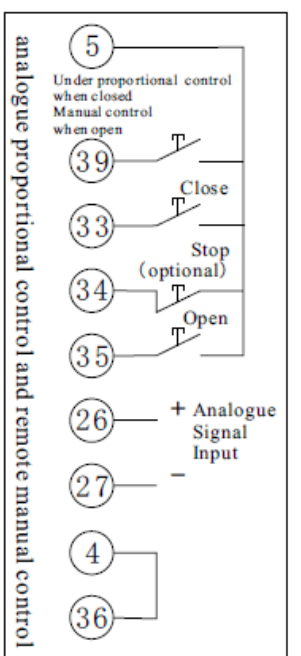 analogue proportional control and remote manual control
5
Under proportional control
when closed
Manual control
when open
39
Close
33
Stop
(optional)
34
Open
35
26
+ Analogue
Signal
Input
27
−
4
36